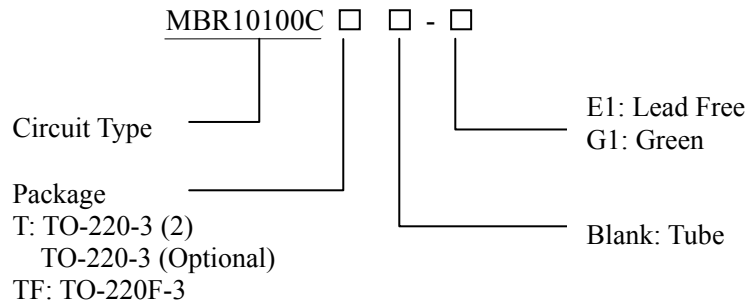 MBR10100C □ □ - □
Circuit Type
Package
T: TO-220-3 (2)
TO-220-3 (Optional)
TF: TO-220F-3
E1: Lead Free
G1: Green
Blank: Tube